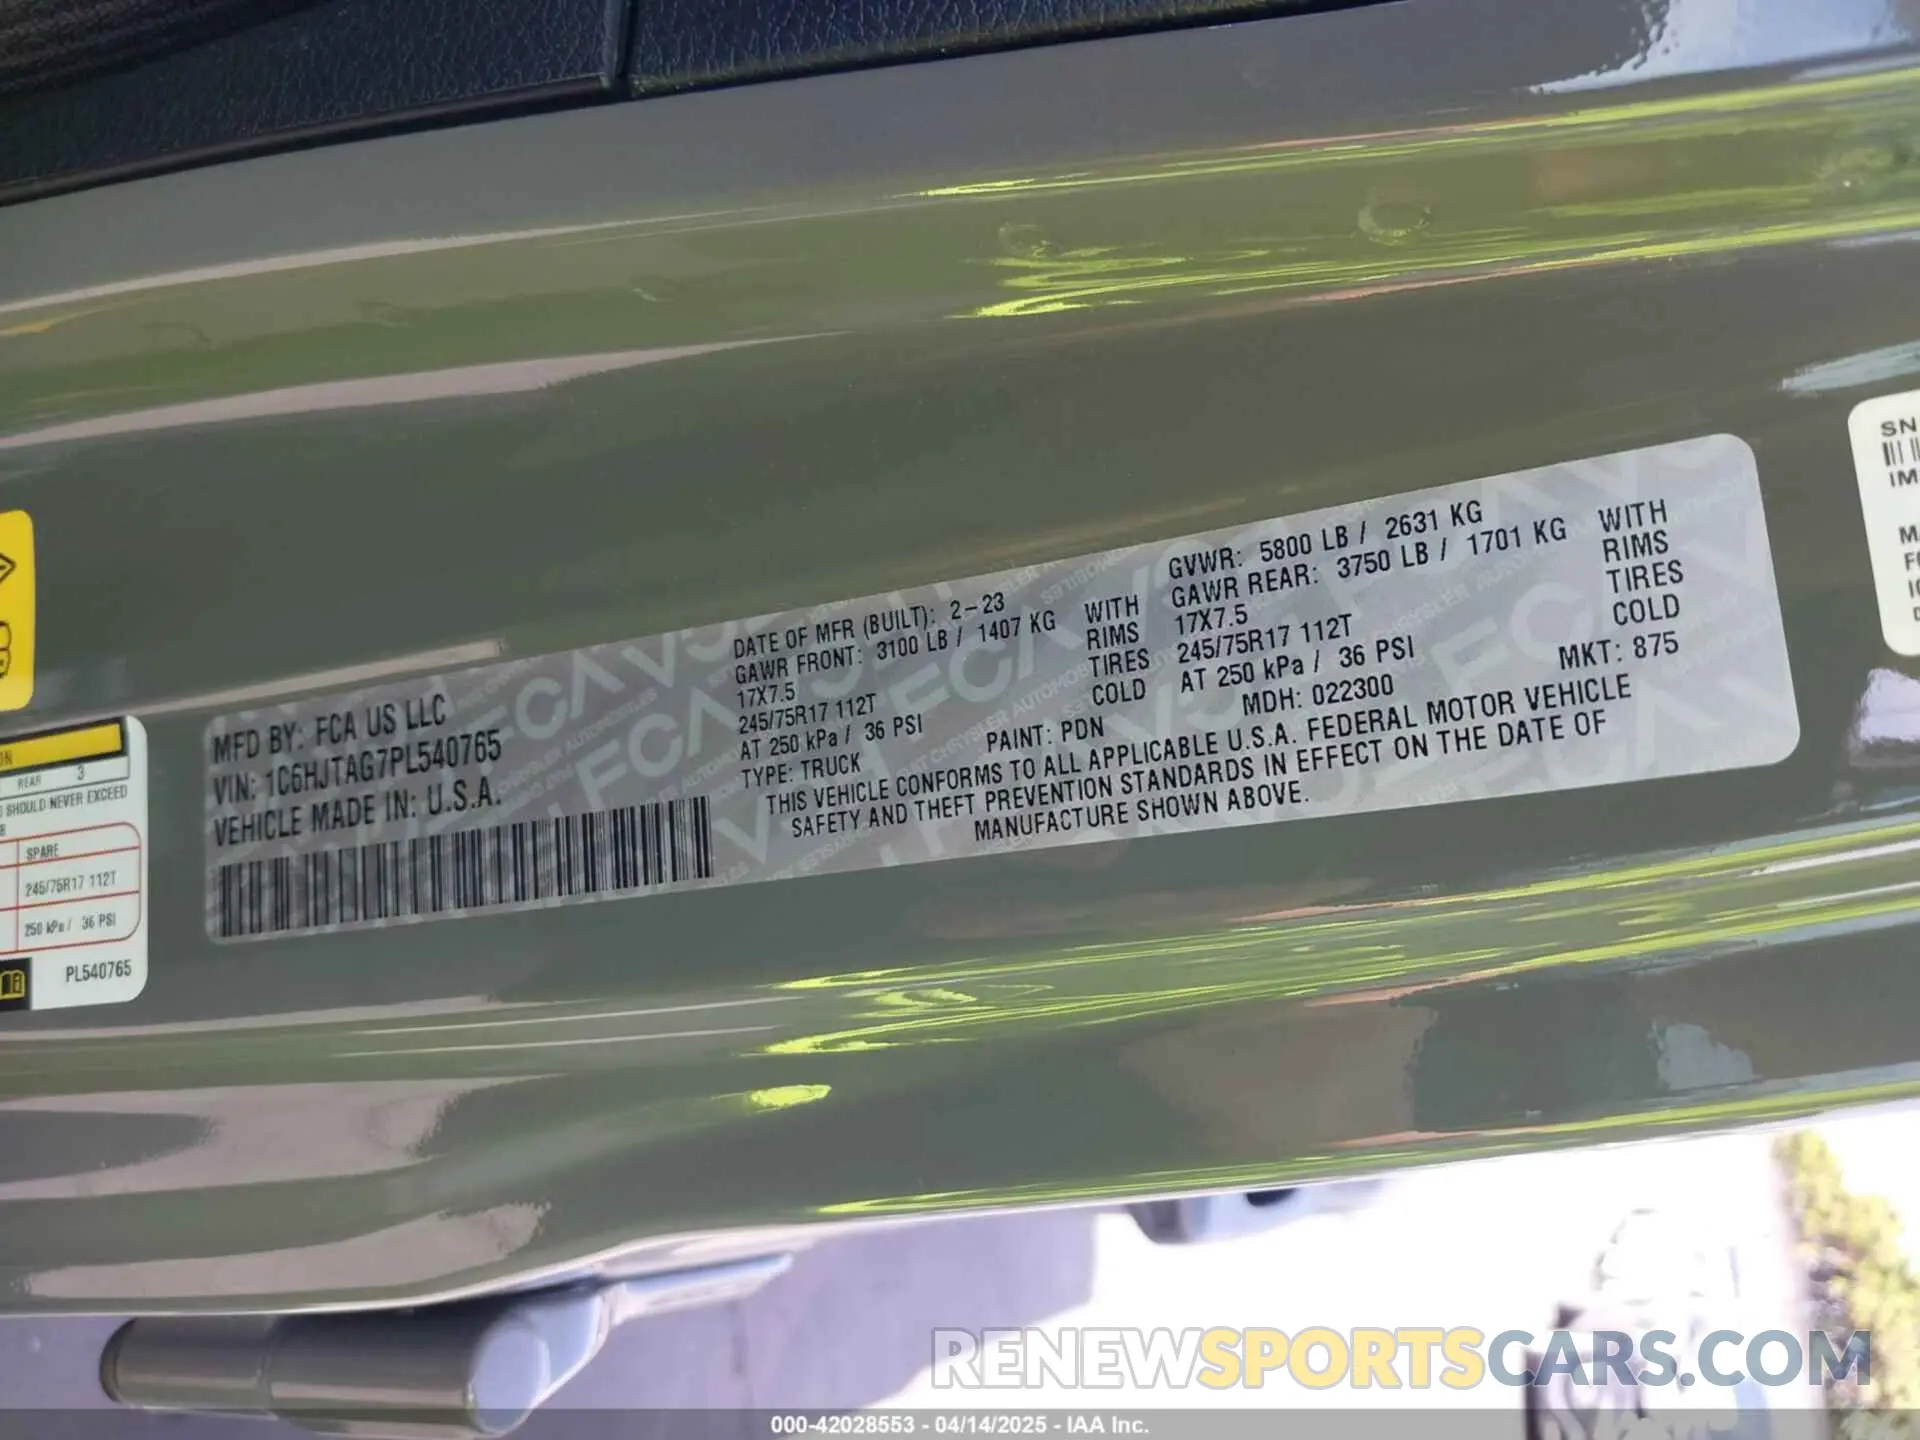 MFD BY: FCA US LLC
VIN: 1C6HJTAG7PL540765
VEHICLE MADE IN: U.S.A.
DATE OF MFR (BUILT): 2-23
GAWR FRONT: 3100 LB / 1407 KG WITH
17X7.5 RIMS
245/75R17 112T TIRES
AT 250 kPa / 36 PSI COLD
GVWR: 5800 LB / 2631 KG
GAWR REAR: 3750 LB / 1701 KG WITH
17X7.5 RIMS
245/75R17 112T TIRES
AT 250 kPa / 36 PSI COLD
TYPE: TRUCK PAINT: PDN MDH: 022300 MKT: 875
THIS VEHICLE CONFORMS TO ALL APPLICABLE U.S.A. FEDERAL MOTOR VEHICLE
SAFETY AND THEFT PREVENTION STANDARDS IN EFFECT ON THE DATE OF
MANUFACTURE SHOWN ABOVE.
REAR 3
SHOULD NEVER EXCEED
SPARE
245/75R17 112T
250 kPa / 36 PSI
PL540765
SN
IM
RENEWSPORTSCARS.COM
000-42028553 - 04/14/2025 - IAA Inc.